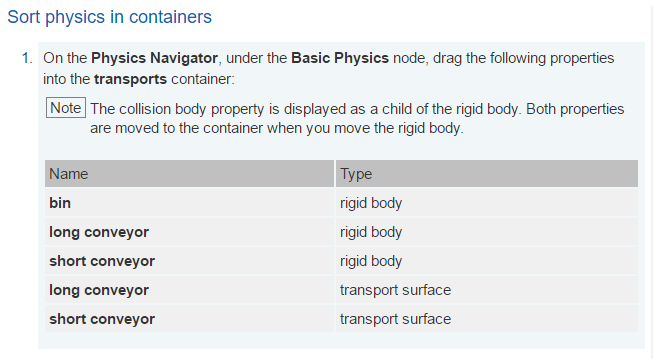 Sort physics in containers
1. On the Physics Navigator, under the Basic Physics node, drag the following properties
into the transports container:
Note The collision body property is displayed as a child of the rigid body. Both properties
are moved to the container when you move the rigid body.
Name Type
bin rigid body
long conveyor rigid body
short conveyor rigid body
long conveyor transport surface
short conveyor transport surface